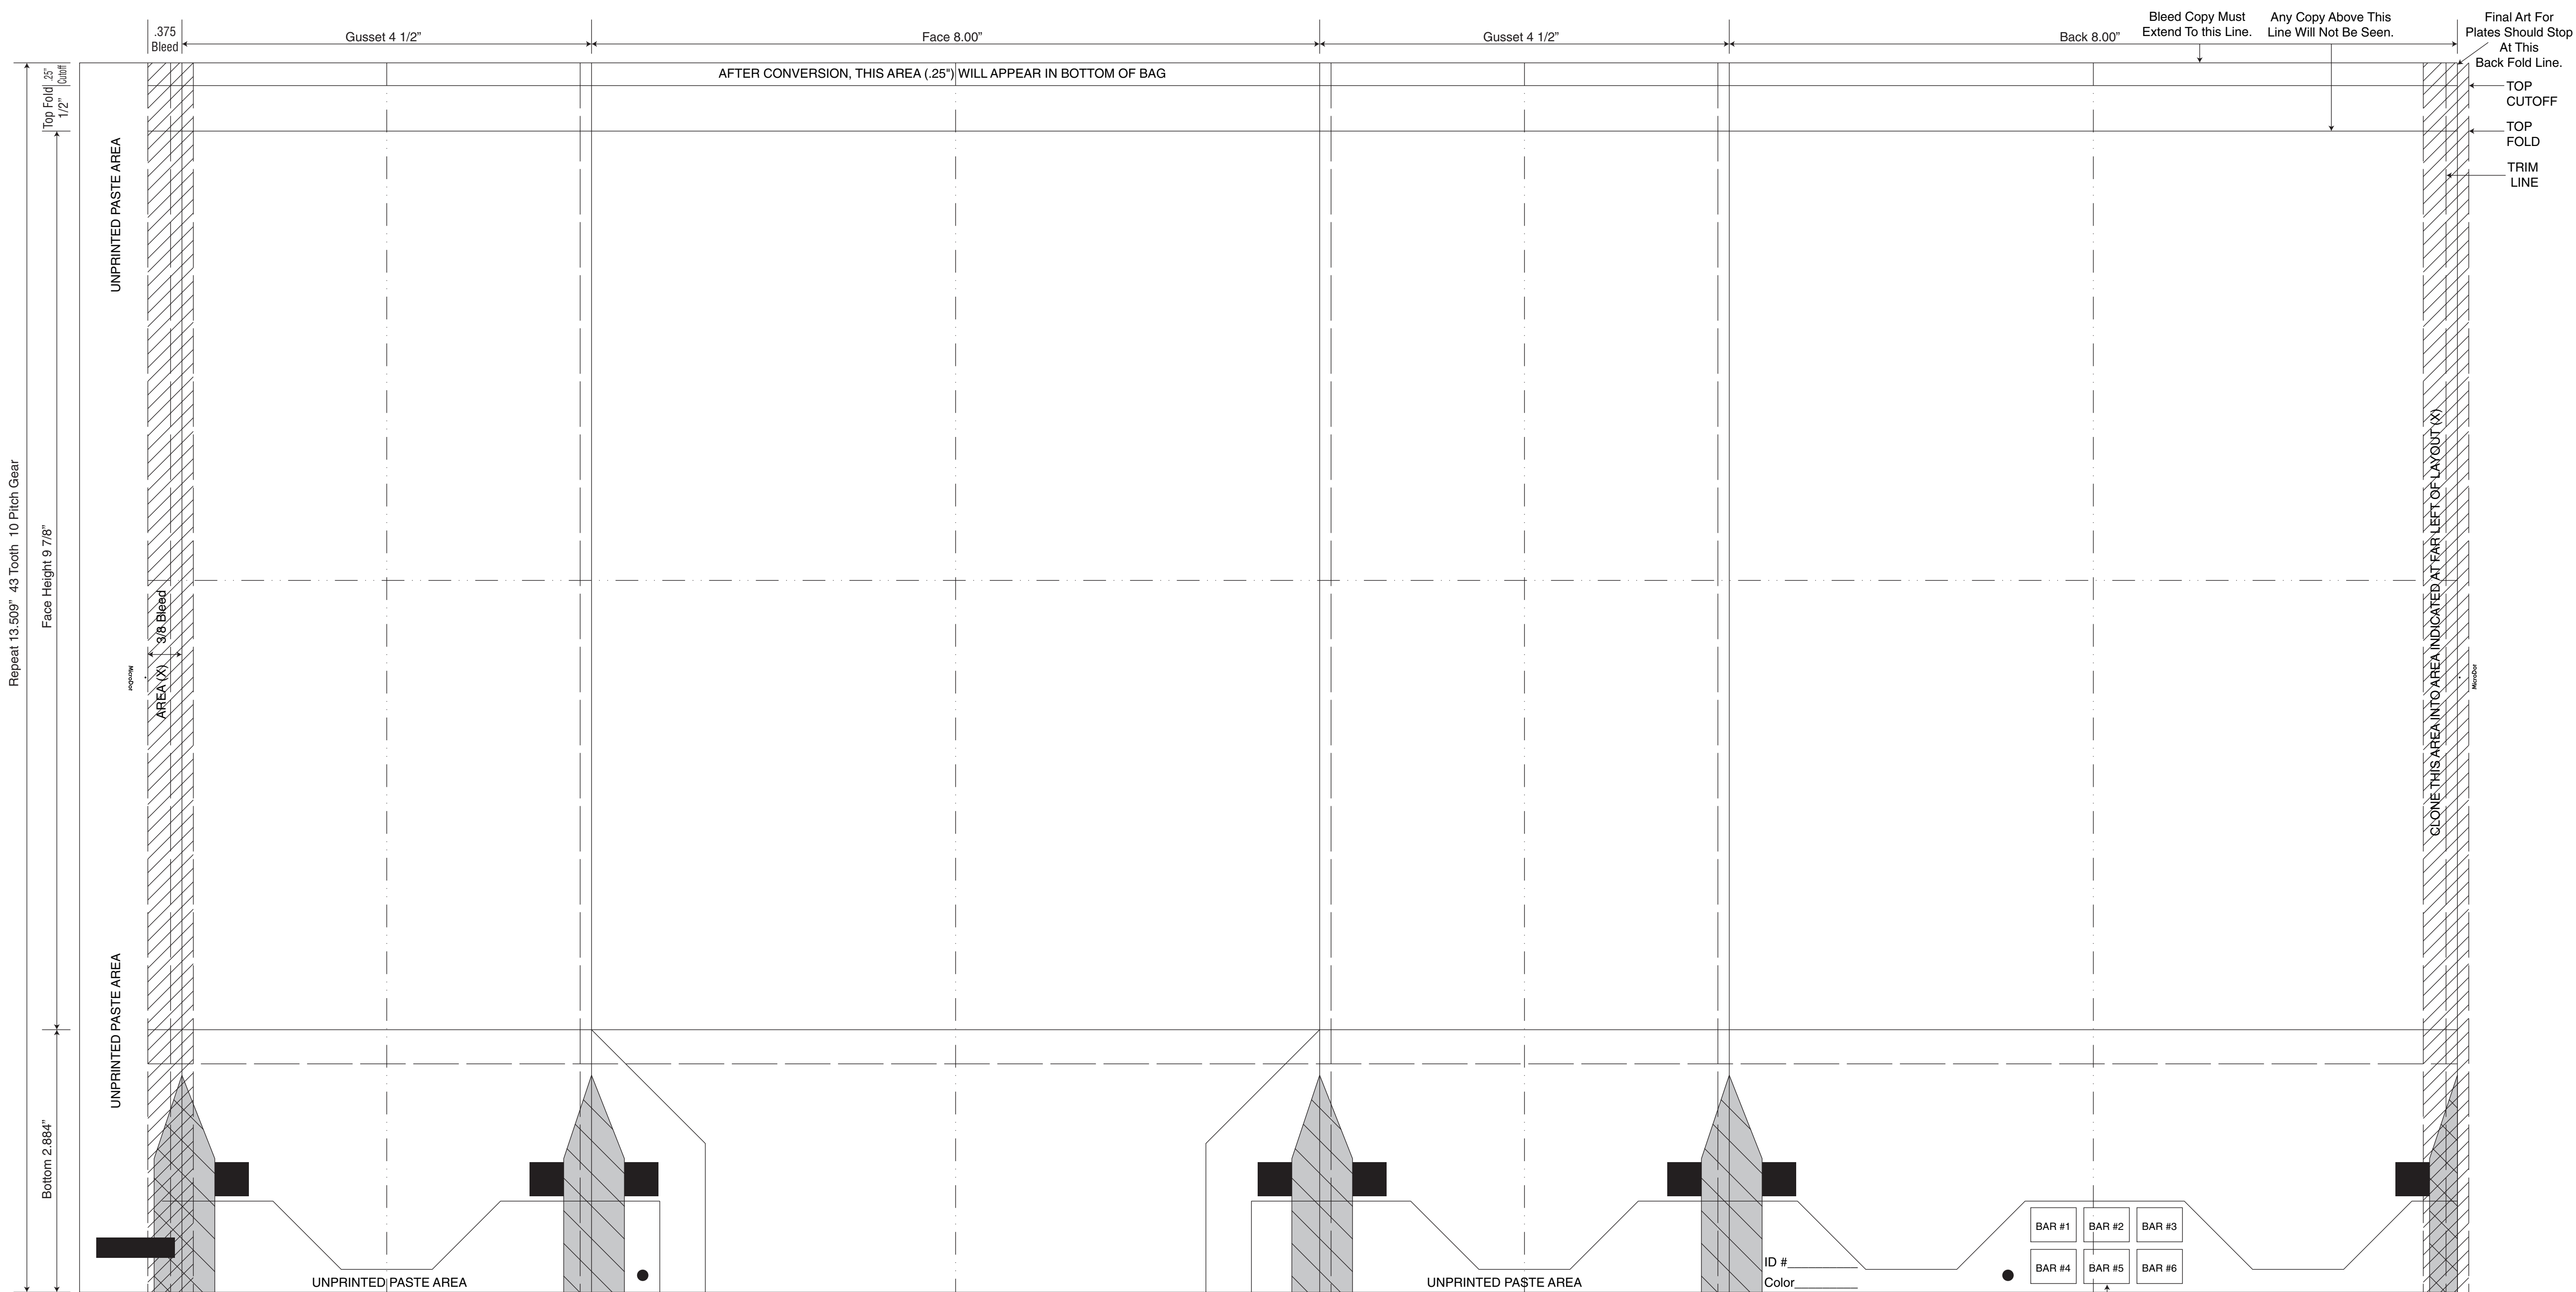 .375
Bleed
Gusset 4 1/2”
Face 8.00”
Gusset 4 1/2”
Back 8.00”
Bleed Copy Must
Extend To this Line.
Any Copy Above This
Line Will Not Be Seen.
Final Art For
Plates Should Stop
At This
Back Fold Line.
.25"
Cutoff
Top Fold
1/2”
AFTER CONVERSION, THIS AREA (.25") WILL APPEAR IN BOTTOM OF BAG
TOP
CUTOFF
TOP
FOLD
TRIM
LINE
UNPRINTED PASTE AREA
Repeat 13.509”  43 Tooth  10 Pitch Gear
Face Height 9 7/8”
AREA (X)    3/8 Bleed
MicroDot
CLONE THIS AREA INTO AREA INDICATED AT FAR LEFT OF LAYOUT (X)
MicroDot
UNPRINTED PASTE AREA
Bottom 2.884”
BAR #1
BAR #2
BAR #3
BAR #4
BAR #5
BAR #6
ID #__________
Color_________
UNPRINTED PASTE AREA
UNPRINTED PASTE AREA